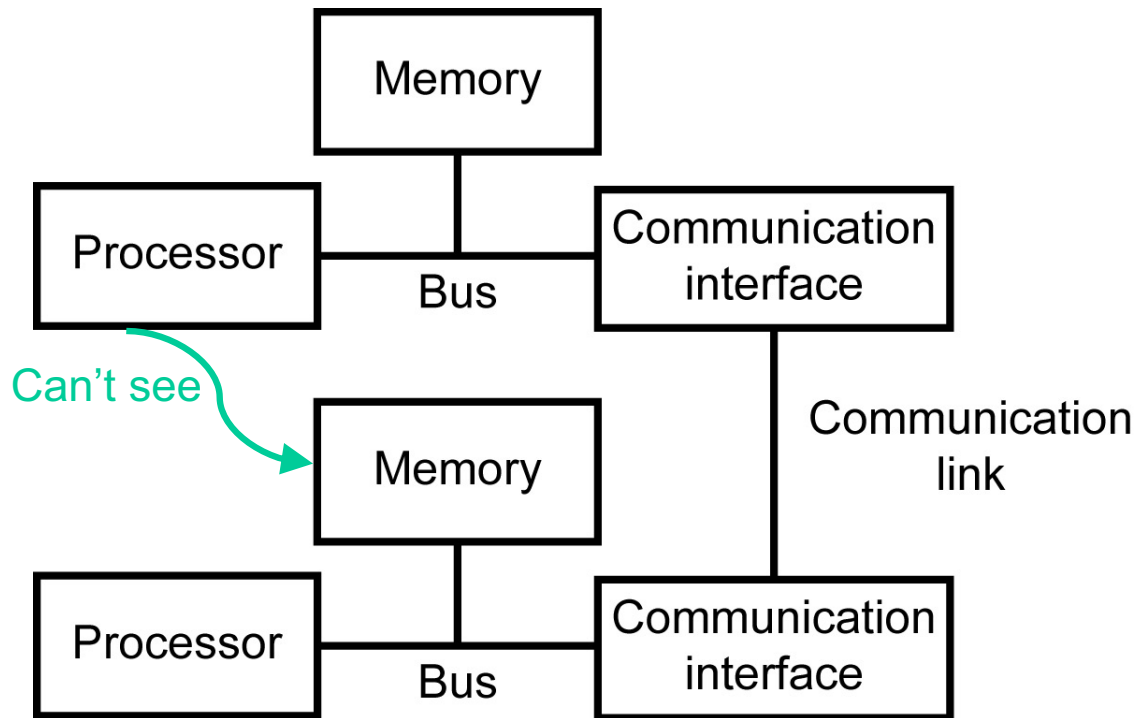 Memory
Processor
Communication
interface
Bus
Can’t see
Communication
link
Memory
Processor
Communication
interface
Bus